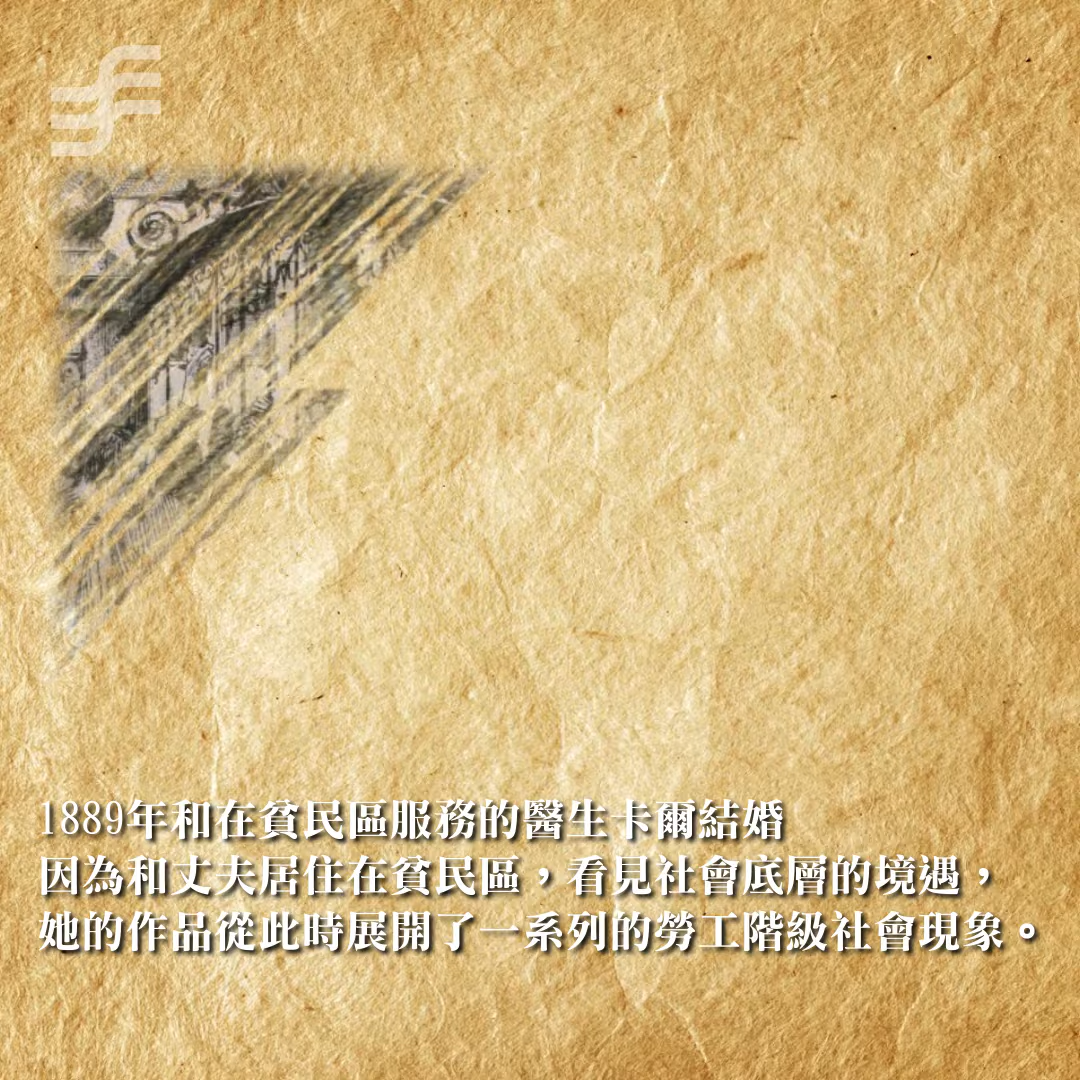 1889年和在貧民區服務的醫生卡爾結婚
因為和丈夫居住在貧民區，看見社會底層的境遇，
她的作品從此時展開了一系列的勞工階級社會現象。